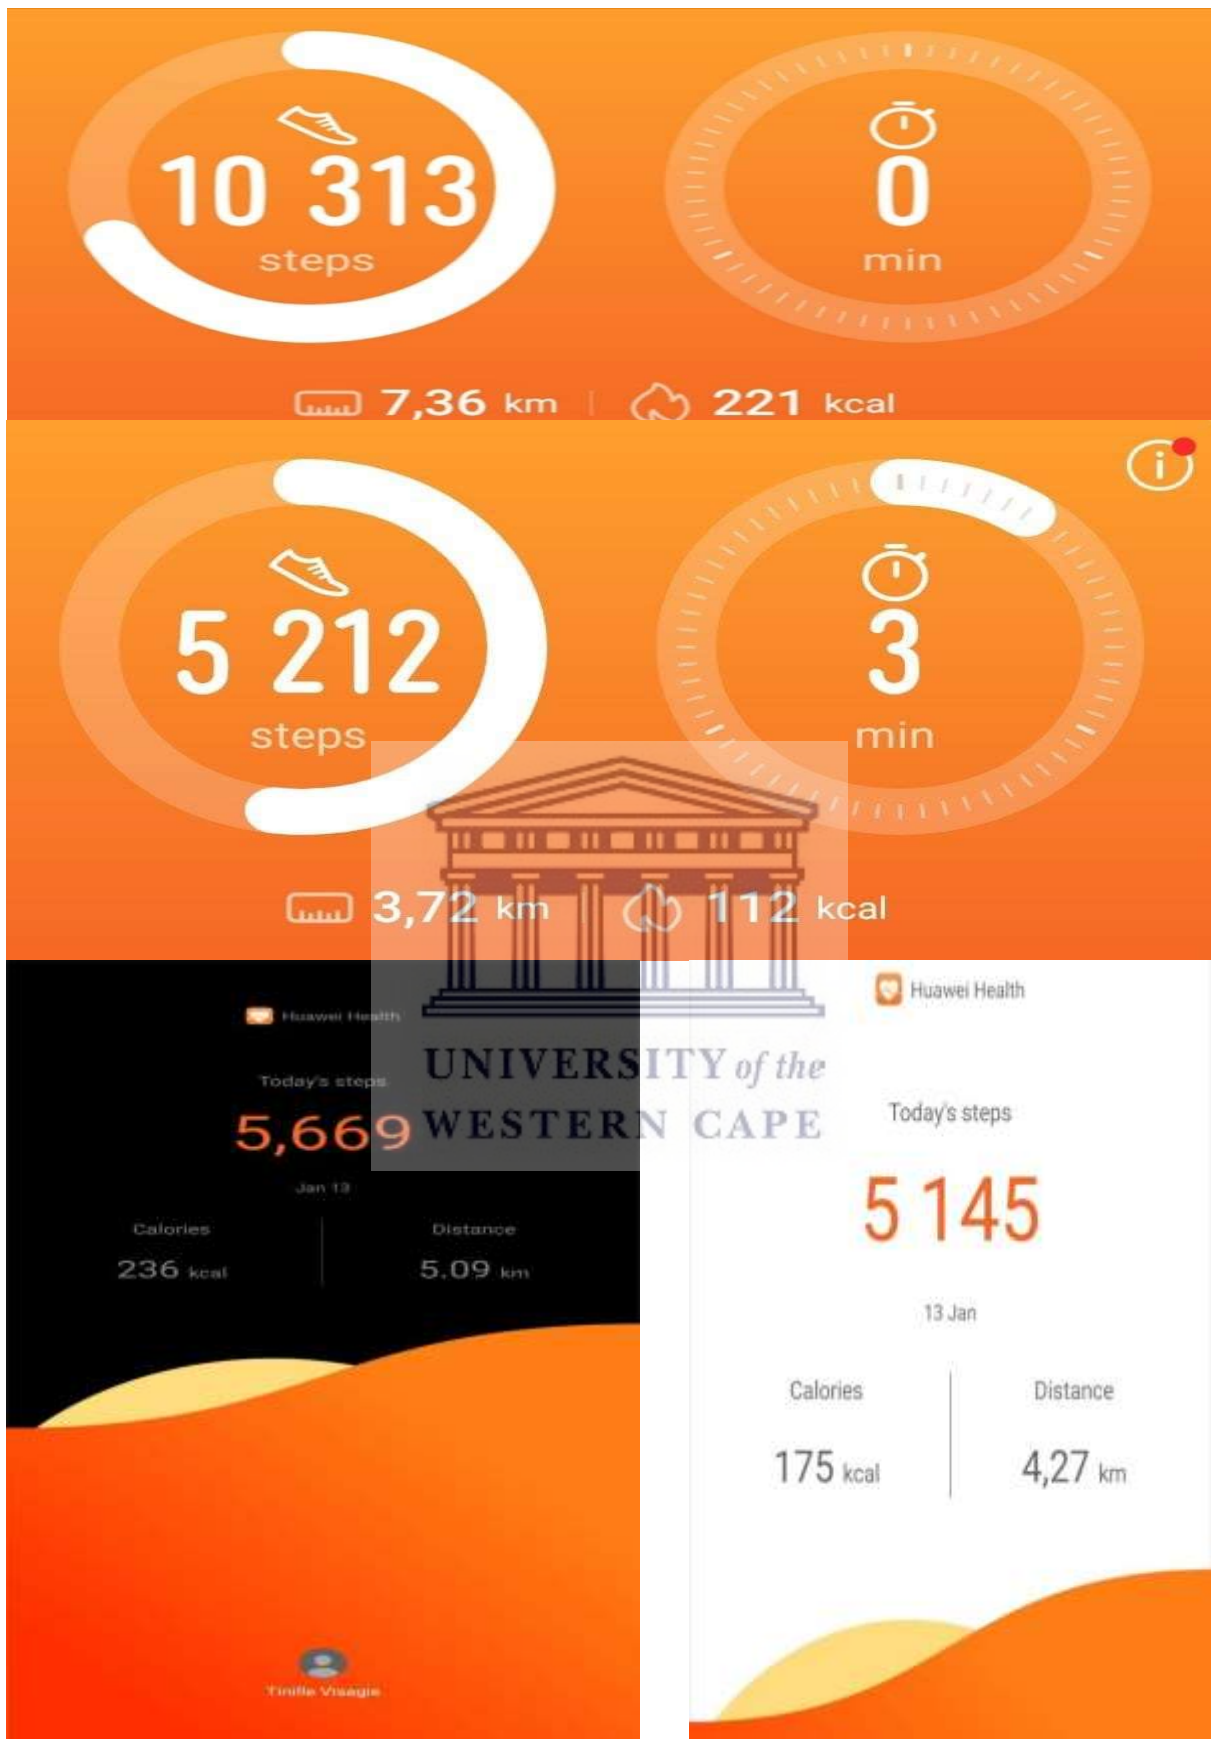 10 313
steps
0
min
7,36 km
221 kcal
5 212
steps
3
min
3,72 km
112 kcal
Huawei Health
Today's steps
5,669
Jan 13
Calories
236 kcal
Distance
5.09 km
Tinille Visagie
UNIVERSITY of the
WESTERN CAPE
Huawei Health
Today's steps
5 145
13 Jan
Calories
175 kcal
Distance
4,27 km